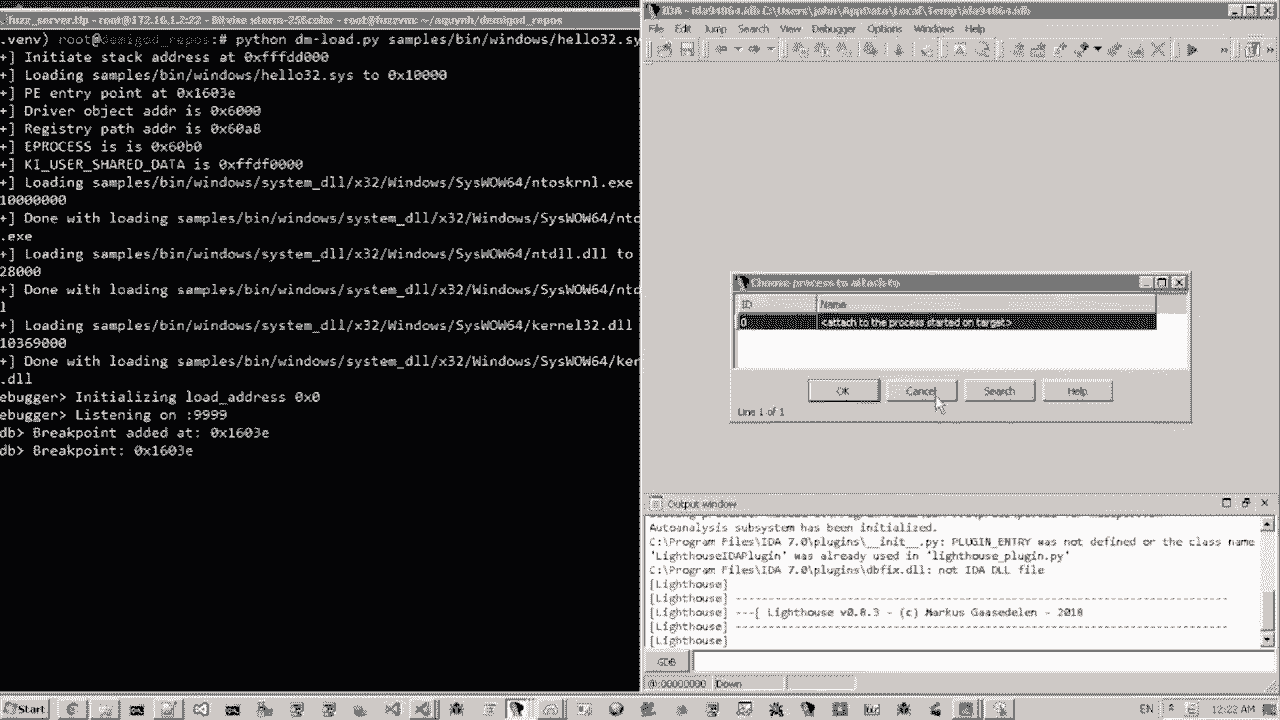 .fuzz_server.tlp - root@172.16.1.2:22 - Bitvise xterm-256color - root@fuzzvnc: ~/aquynh/demigod_repos
.venv) root@demigod_repos:# python dm-load.py samples/bin/windows/hello32.sy
+] Initiate stack address at 0xfffdd000
+] Loading samples/bin/windows/hello32.sys to 0x10000
+] PE entry point at 0x1603e
+] Driver object addr is 0x6000
+] Registry path addr is 0x60a8
+] EPROCESS is is 0x60b0
+] KI_USER_SHARED_DATA is 0xffdf0000
+] Loading samples/bin/windows/system_dll/x32/Windows/SysWOW64/ntoskrnl.exe
10000000
+] Done with loading samples/bin/windows/system_dll/x32/Windows/SysWOW64/nto
.exe
+] Loading samples/bin/windows/system_dll/x32/Windows/SysWOW64/ntdll.dll to
28000
+] Done with loading samples/bin/windows/system_dll/x32/Windows/SysWOW64/ntd
l
+] Loading samples/bin/windows/system_dll/x32/Windows/SysWOW64/kernel32.dll
10369000
+] Done with loading samples/bin/windows/system_dll/x32/Windows/SysWOW64/ker
.dll
ebugger> Initializing load_address 0x0
ebugger> Listening on :9999
db> Breakpoint added at: 0x1603e
db> Breakpoint: 0x1603e
IDA - ida94864.idb C:\Users\john\AppData\Local\Temp\ida94864.idb
File Edit Jump Search View Debugger Options Windows Help
Choose process to attach to
ID Name
0 <attach to the process started on target>
OK Cancel Search Help
Line 1 of 1
Output window
Autoanalysis subsystem has been initialized.
C:\Program Files\IDA 7.0\plugins\__init__.py: PLUGIN_ENTRY was not defined or the class name
'LighthouseIDAPlugin' was already used in 'lighthouse_plugin.py'
C:\Program Files\IDA 7.0\plugins\dbfix.dll: not IDA DLL file
[Lighthouse]
[Lighthouse] ----------------------------------------------------------------------
[Lighthouse] ---[ Lighthouse v0.8.3 - (c) Markus Gaasedelen - 2018
[Lighthouse] ----------------------------------------------------------------------
[Lighthouse]
GDB
@:00000000 Down
Start EN 12:22 AM